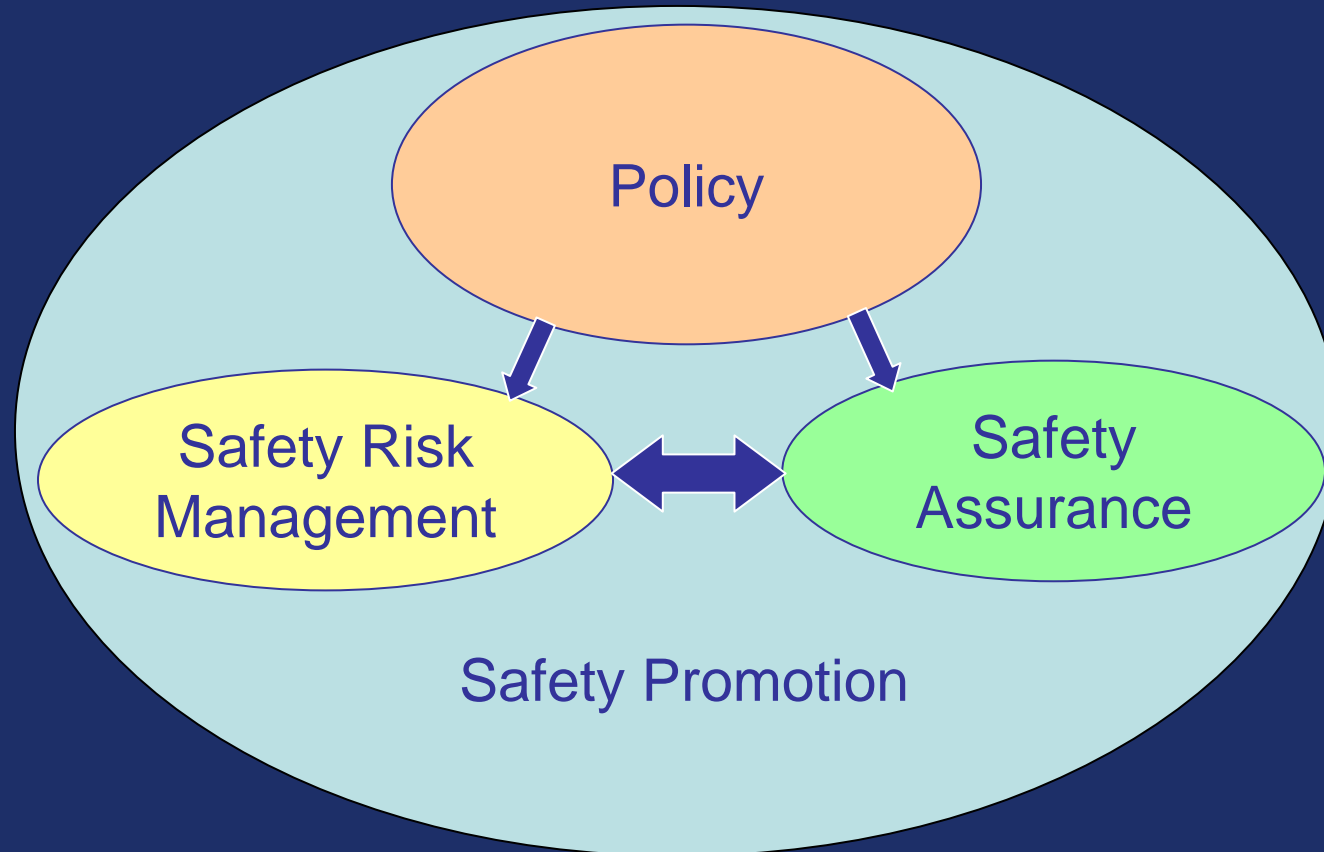 Policy
Safety Risk
Management
Safety
Assurance
Safety Promotion